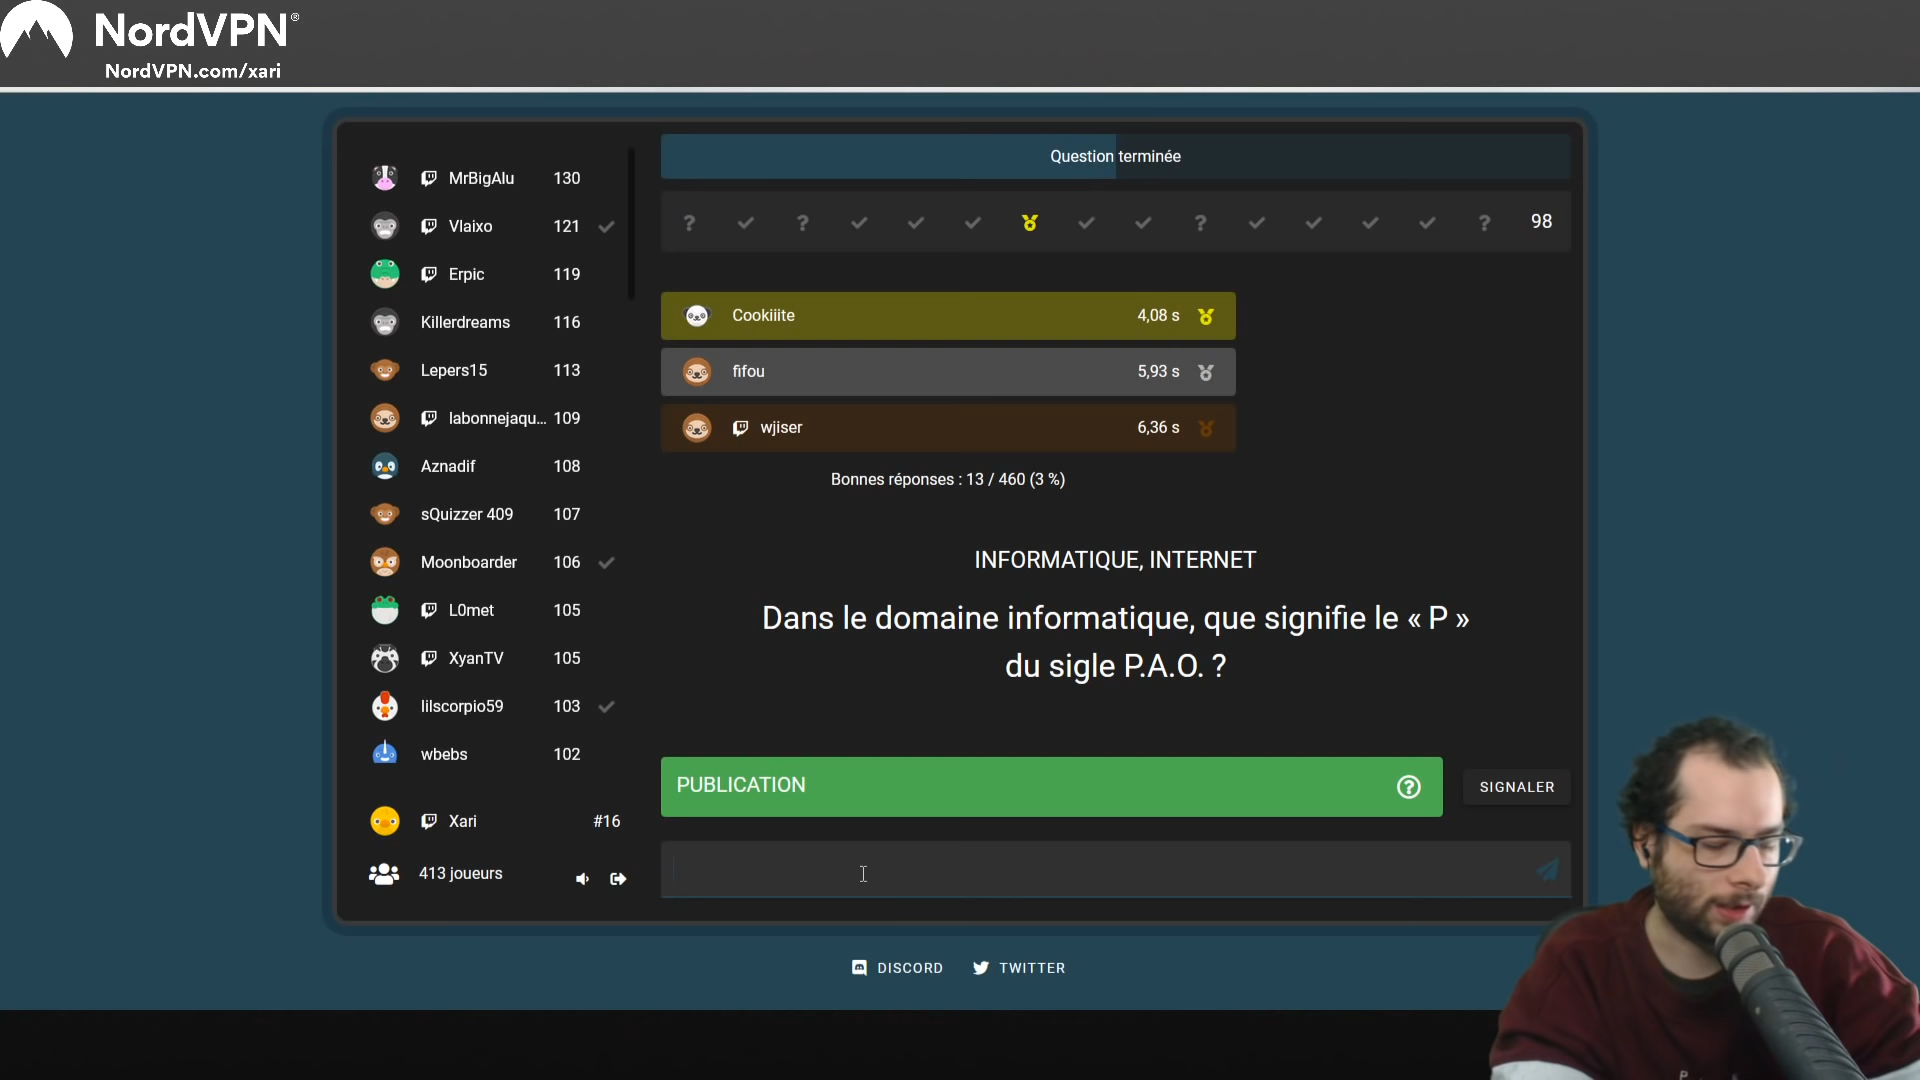 NordVPN®
NordVPN.com/xari
MrBigAlu 130
Vlaixo 121
Erpic 119
Killerdreams 116
Lepers15 113
labonnejaqu... 109
Aznadif 108
sQuizzer 409 107
Moonboarder 106
L0met 105
XyanTV 105
lilscorpio59 103
wbebs 102
Xari #16
413 joueurs
Question terminée
? ? ? ? 98
Cookiiite 4,08 s
fifou 5,93 s
wjiser 6,36 s
Bonnes réponses : 13 / 460 (3 %)
INFORMATIQUE, INTERNET
Dans le domaine informatique, que signifie le « P »
du sigle P.A.O. ?
PUBLICATION ?
SIGNALER
DISCORD TWITTER